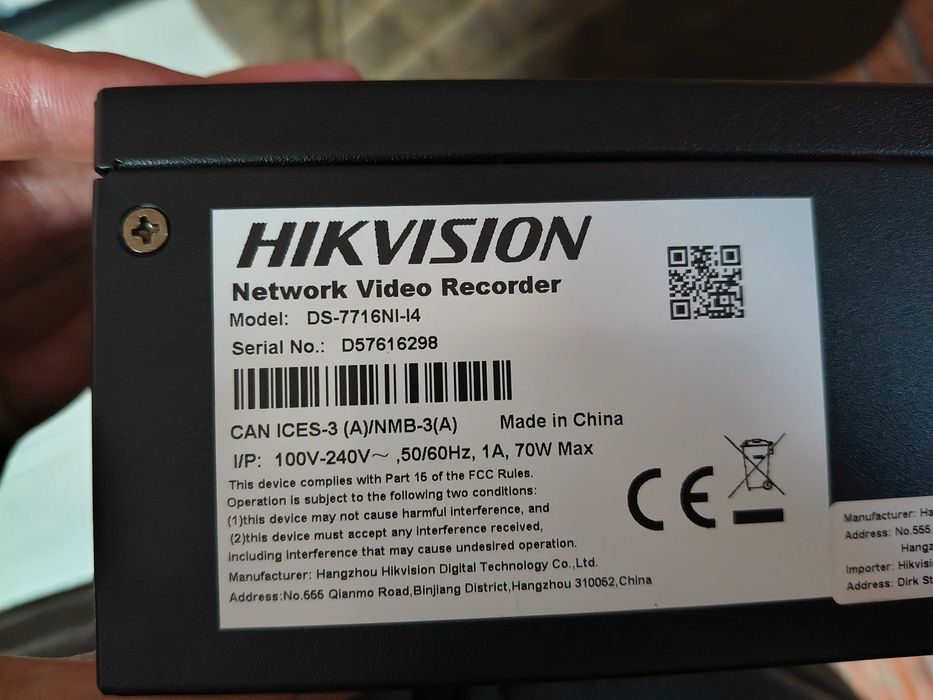 HIKVISION
Network Video Recorder
Model: DS-7716NI-I4
Serial No.: D57616298
CAN ICES-3 (A)/NMB-3(A) Made in China
I/P: 100V-240V～ ,50/60Hz, 1A, 70W Max
This device complies with Part 15 of the FCC Rules.
Operation is subject to the following two conditions:
(1)this device may not cause harmful interference, and
(2)this device must accept any interference received,
including interference that may cause undesired operation.
Manufacturer: Hangzhou Hikvision Digital Technology Co.,Ltd.
Address:No.555 Qianmo Road,Binjiang District,Hangzhou 310052,China
CE
Manufacturer:
Address: No.555
Importer:
Address: Dirk